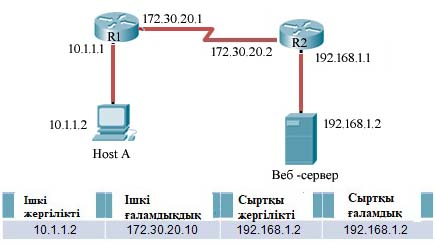 172.30.20.1
R1
R2
10.1.1.1
172.30.20.2
192.168.1.1
10.1.1.2
192.168.1.2
Host A
Веб -сервер
Ішкі жергілікті
Ішкі ғаламдықдық
Сыртқы жергілікті
Сыртқы ғаламдық
10.1.1.2
172.30.20.10
192.168.1.2
192.168.1.2